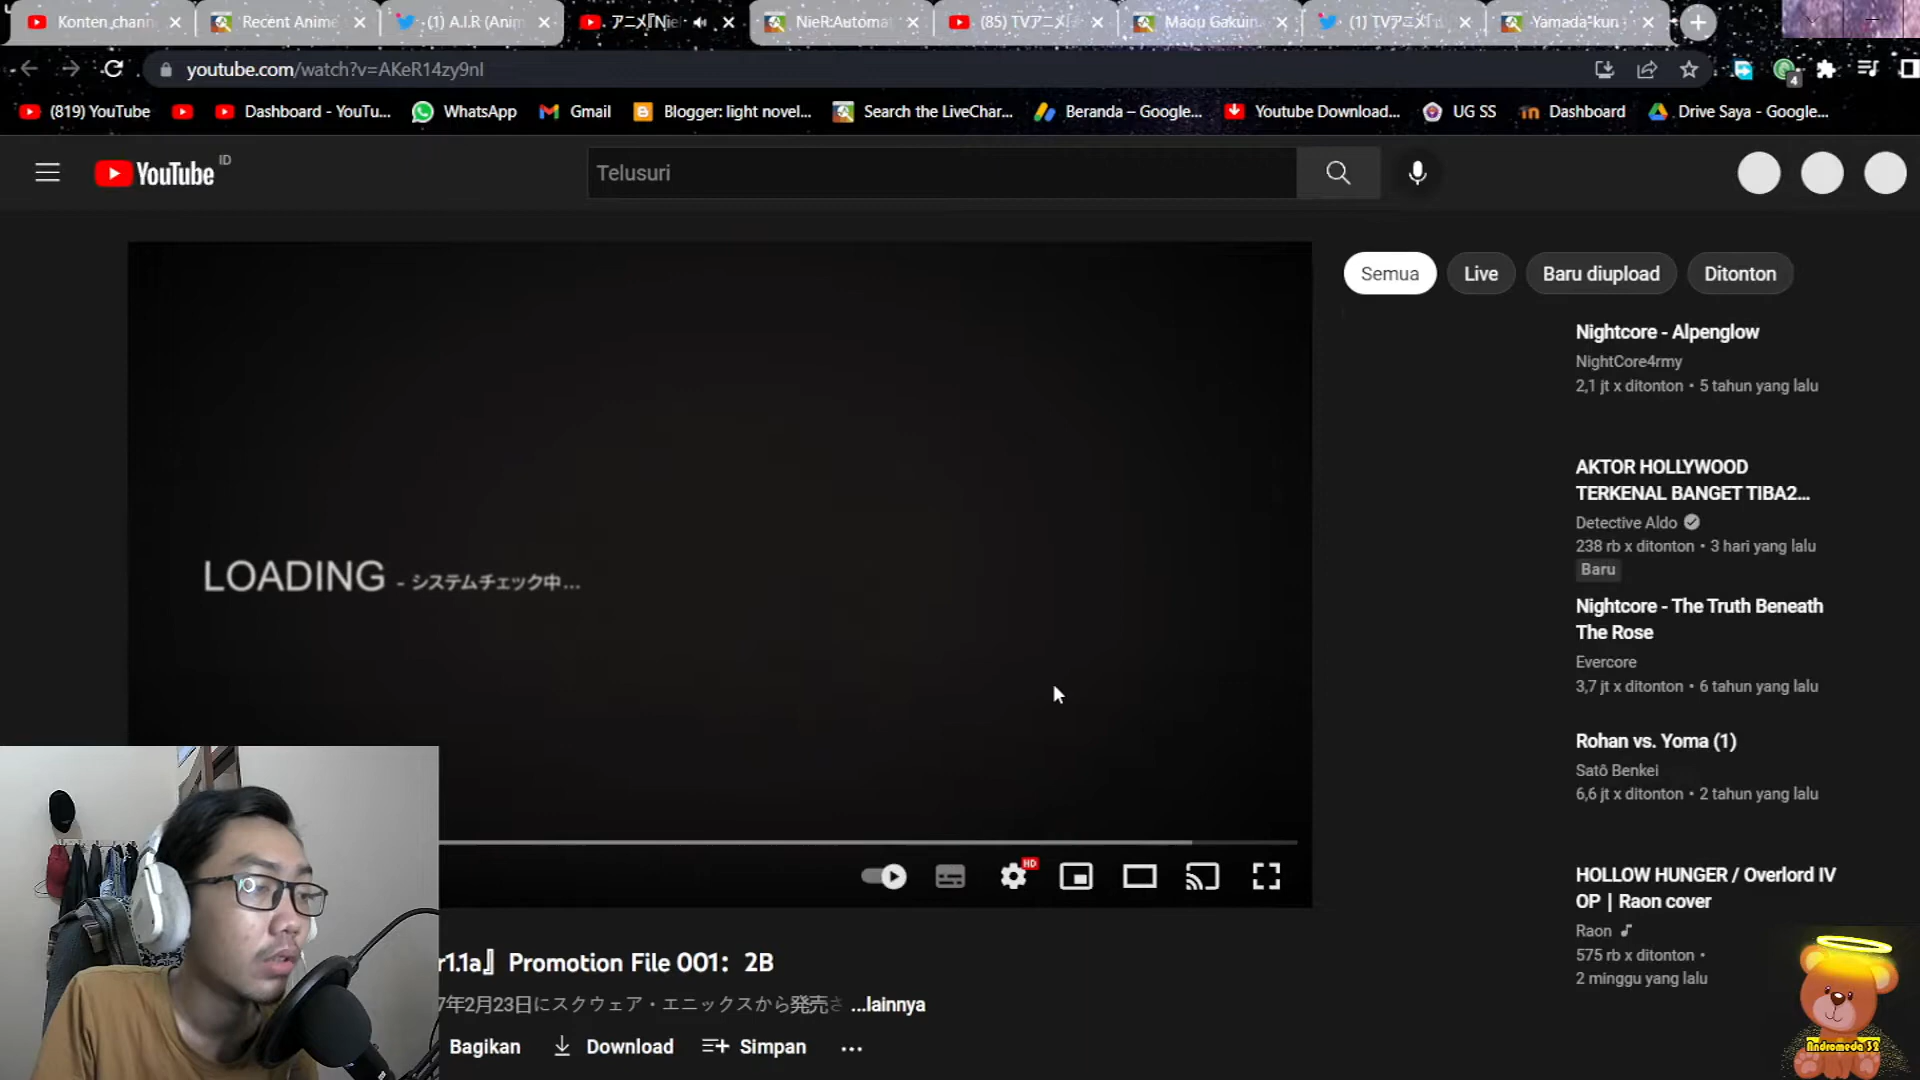 Konten chann
Recent Anime
(1) A.I.R (Anim
アニメ『Nie
NieR:Automa
(85) TVアニメ『
Maou Gakuin
(1) TVアニメ『
Yamada-kun
youtube.com/watch?v=AKeR14zy9nI
(819) YouTube
Dashboard - YouTu...
WhatsApp
Gmail
Blogger: light novel...
Search the LiveChar...
Beranda – Google...
Youtube Download...
UG SS
Dashboard
Drive Saya - Google...
YouTube ID
Telusuri
4
Semua
Live
Baru diupload
Ditonton
LOADING - システムチェック中...
HD
r1.1a』Promotion File 001：2B
7年2月23日にスクウェア・エニックスから発売さ ...lainnya
Bagikan
Download
Simpan
Nightcore - Alpenglow
NightCore4rmy
2,1 jt x ditonton • 5 tahun yang lalu
AKTOR HOLLYWOOD
TERKENAL BANGET TIBA2...
Detective Aldo
238 rb x ditonton • 3 hari yang lalu
Baru
Nightcore - The Truth Beneath
The Rose
Evercore
3,7 jt x ditonton • 6 tahun yang lalu
Rohan vs. Yoma (1)
Satō Benkei
6,6 jt x ditonton • 2 tahun yang lalu
HOLLOW HUNGER / Overlord IV
OP | Raon cover
Raon
575 rb x ditonton •
2 minggu yang lalu
Andromeda 32